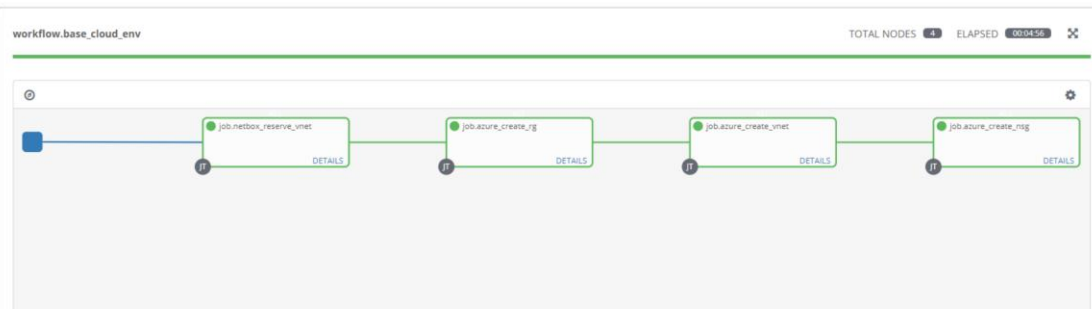 workflow.base_cloud_env TOTAL NODES 4 ELAPSED 00:04:56
job.netbox_reserve_vnet job.azure_create_rg job.azure_create_vnet job.azure_create_nsg
DETAILS DETAILS DETAILS DETAILS
JT JT JT JT